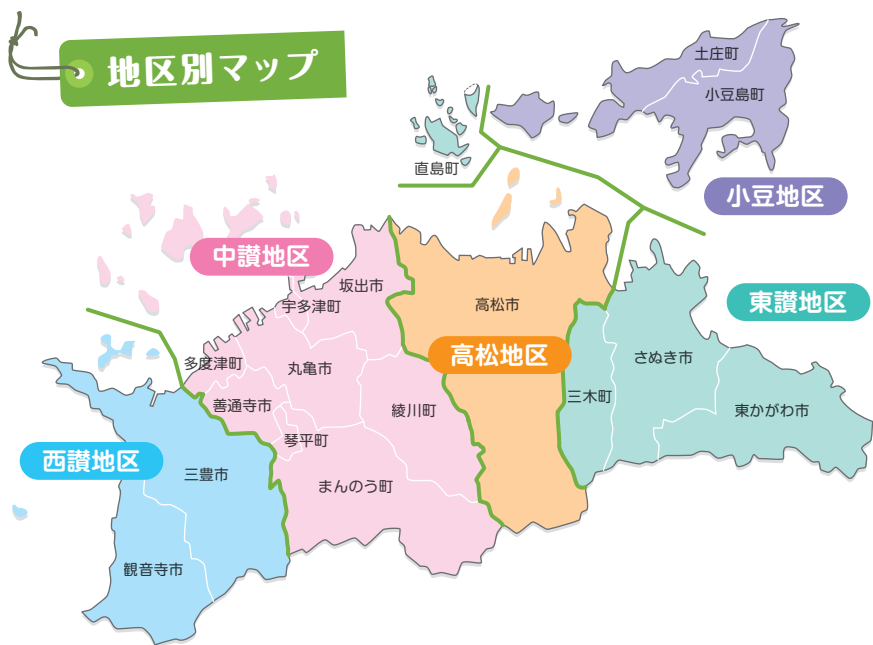 地区別マップ
土庄町
小豆島町
直島町
小豆地区
中讃地区
坂出市
宇多津町
高松市
東讃地区
多度津町
丸亀市
高松地区
さぬき市
善通寺市
綾川町
三木町
東かがわ市
琴平町
西讃地区
三豊市
まんのう町
観音寺市